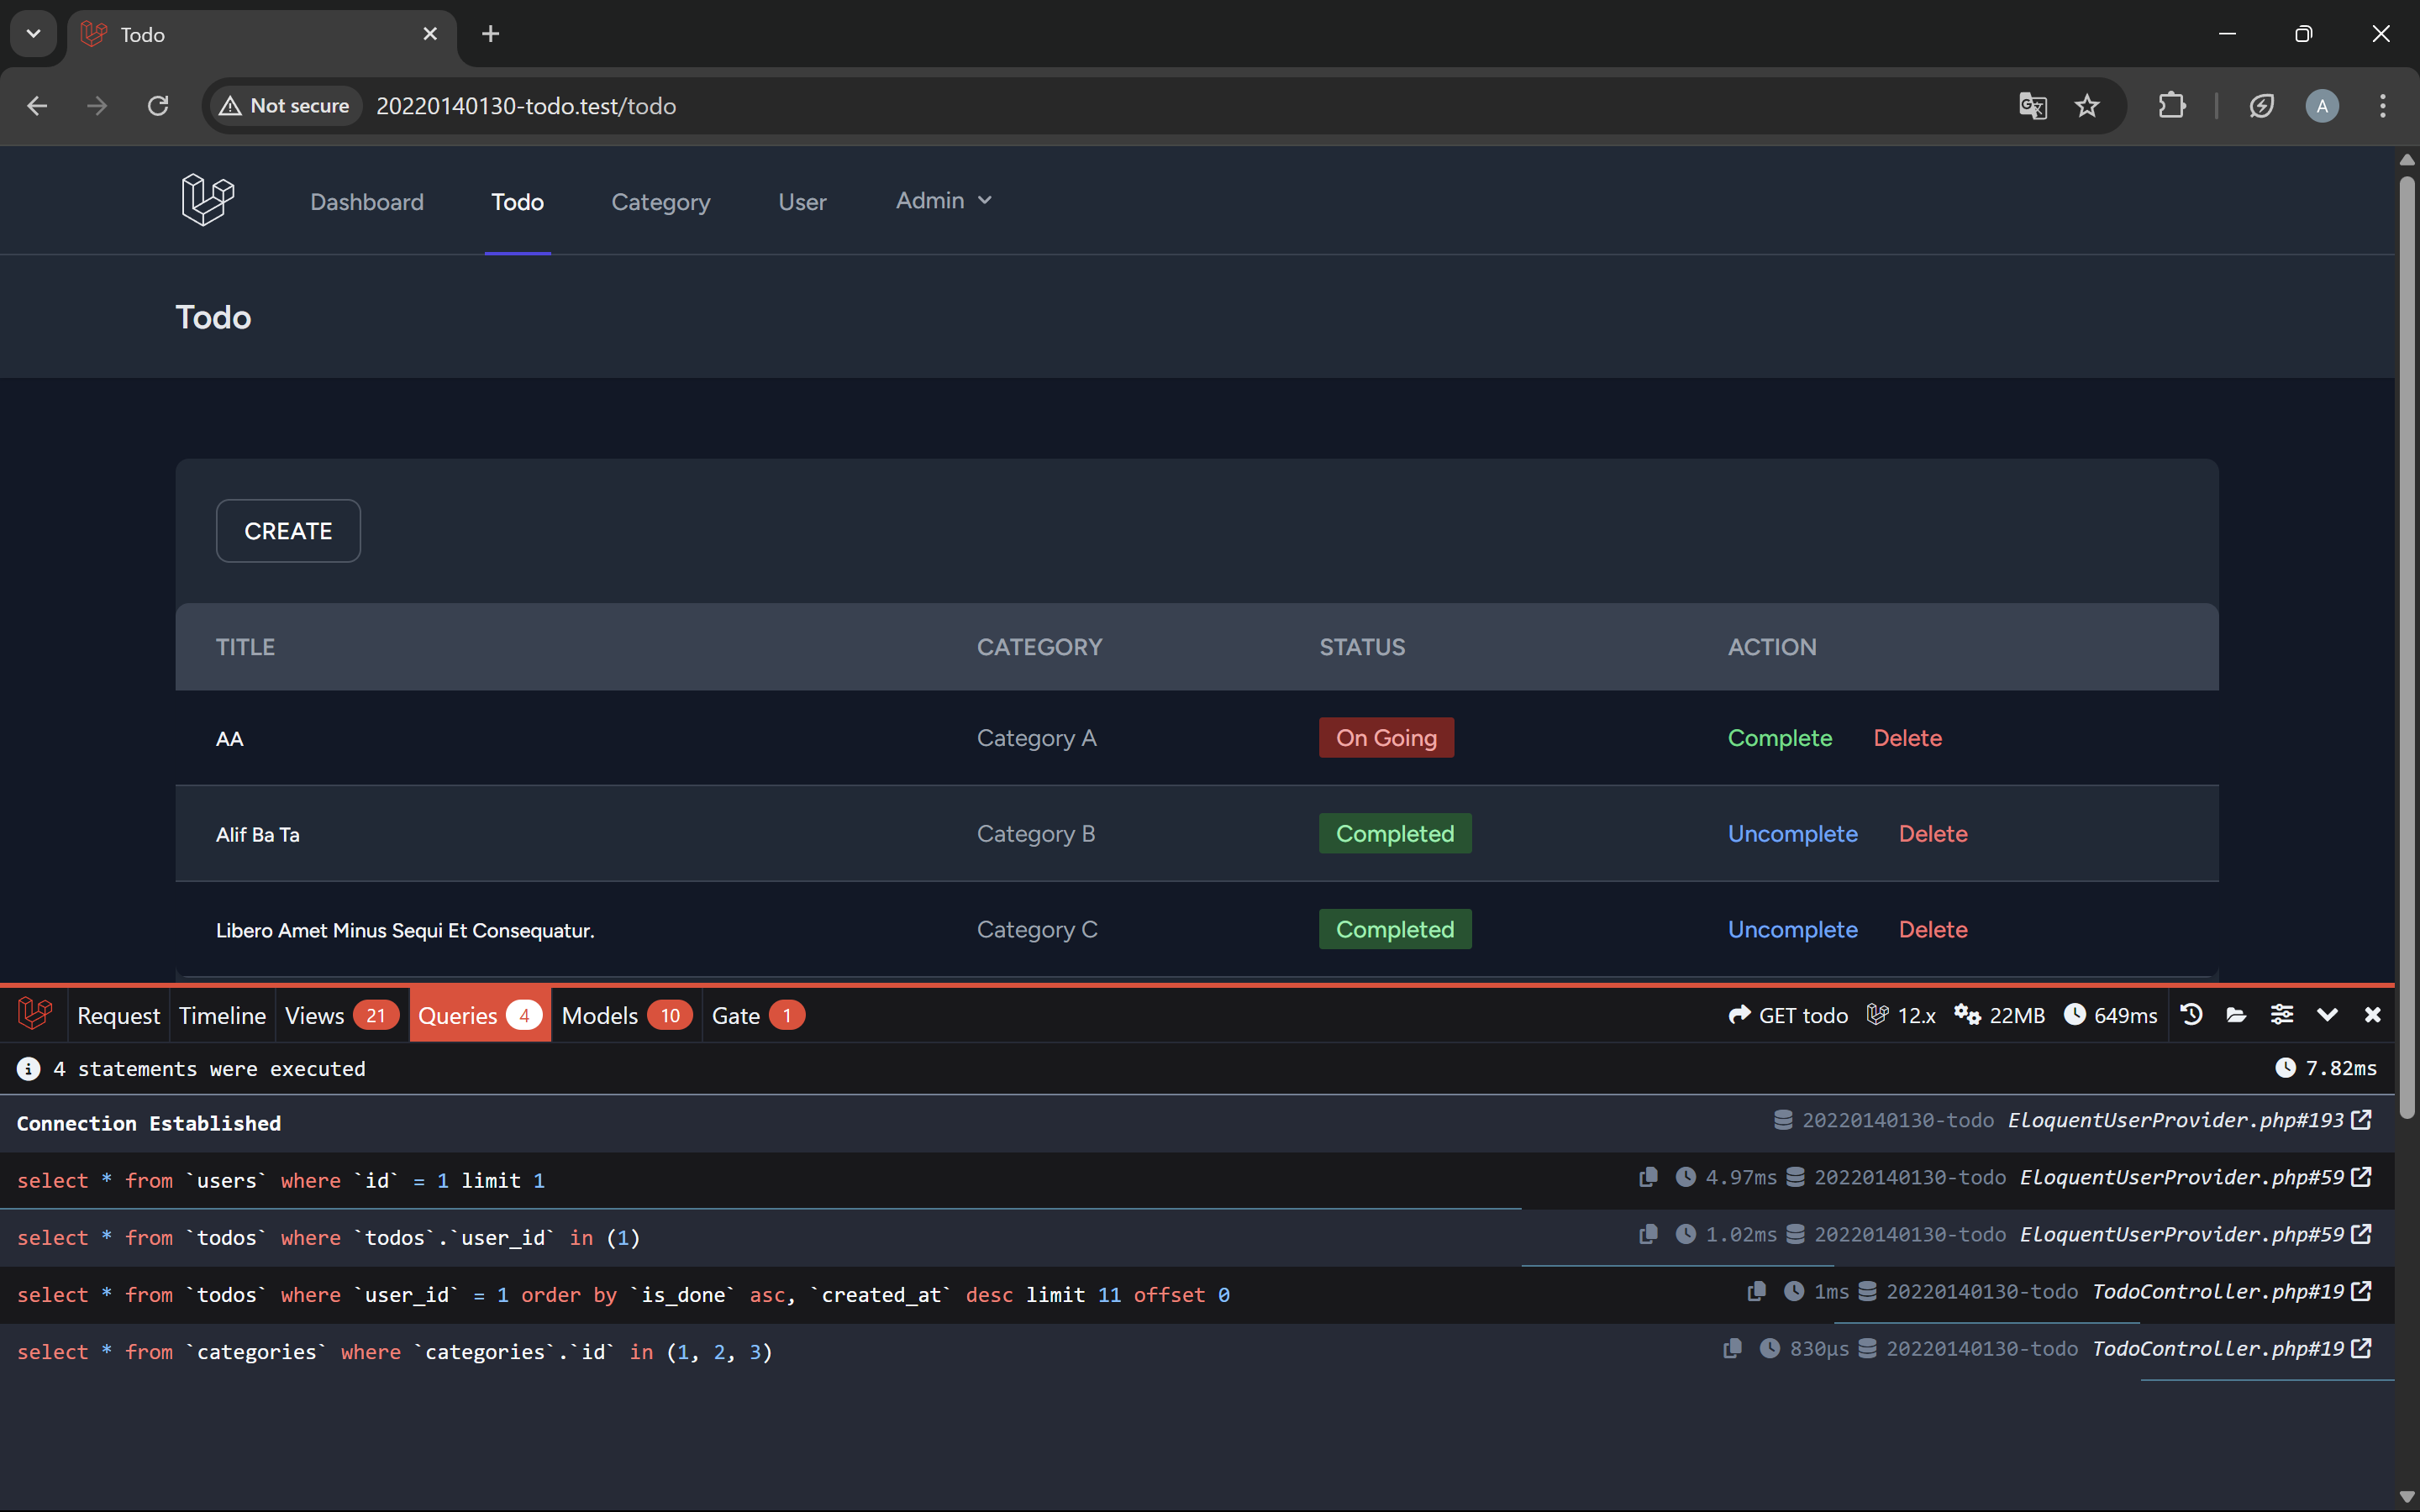 Todo
Not secure 20220140130-todo.test/todo A
Dashboard Todo Category User Admin
Todo
CREATE
TITLE CATEGORY STATUS ACTION
AA Category A On Going Complete Delete
Alif Ba Ta Category B Completed Uncomplete Delete
Libero Amet Minus Sequi Et Consequatur. Category C Completed Uncomplete Delete
Request Timeline Views 21 Queries 4 Models 10 Gate 1 GET todo 12.x 22MB 649ms
4 statements were executed 7.82ms
Connection Established 20220140130-todo EloquentUserProvider.php#193
select * from `users` where `id` = 1 limit 1 4.97ms 20220140130-todo EloquentUserProvider.php#59
select * from `todos` where `todos`.`user_id` in (1) 1.02ms 20220140130-todo EloquentUserProvider.php#59
select * from `todos` where `user_id` = 1 order by `is_done` asc, `created_at` desc limit 11 offset 0 1ms 20220140130-todo TodoController.php#19
select * from `categories` where `categories`.`id` in (1, 2, 3) 830μs 20220140130-todo TodoController.php#19